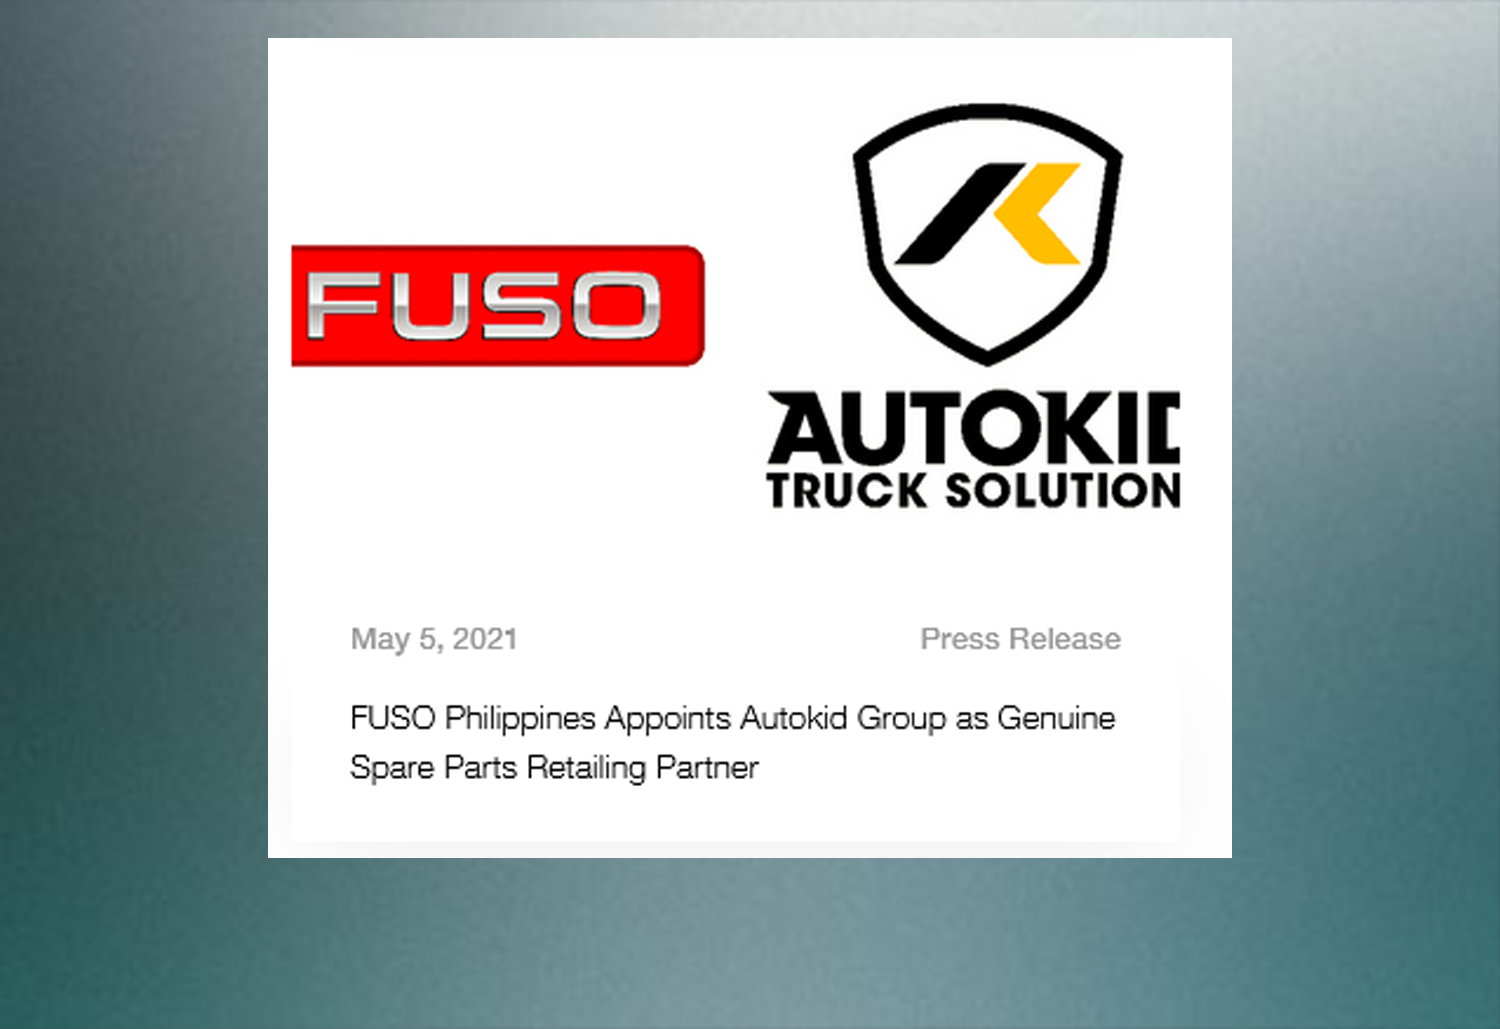 FUSO
AUTOKID
TRUCK SOLUTION
May 5, 2021
Press Release
FUSO Philippines Appoints Autokid Group as Genuine
Spare Parts Retailing Partner